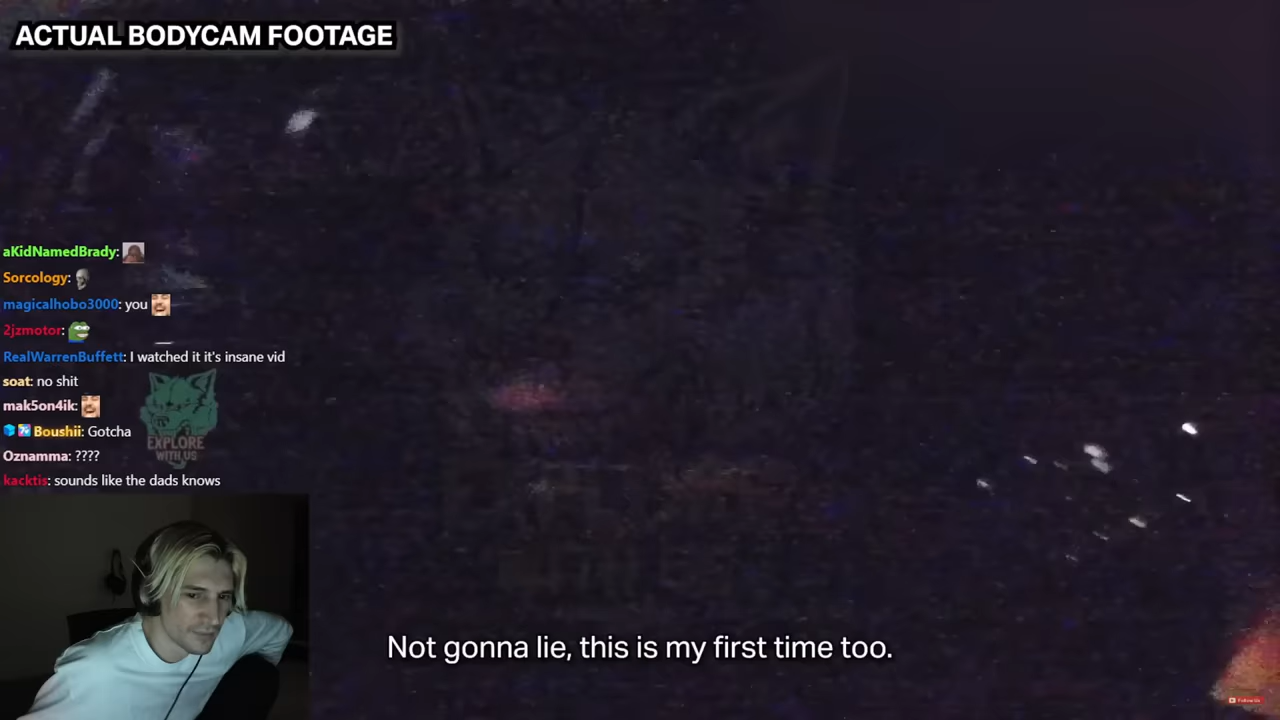 ACTUAL BODYCAM FOOTAGE
aKidNamedBrady:
Sorcology:
magicalhobo3000: you
2jzmotor:
RealWarrenBuffett: I watched it it's insane vid
soat: no shit
mak5on4ik:
Boushii: Gotcha
Oznamma: ????
kacktis: sounds like the dads knows
EXPLORE
WITH US
Not gonna lie, this is my first time too.
Follow Us